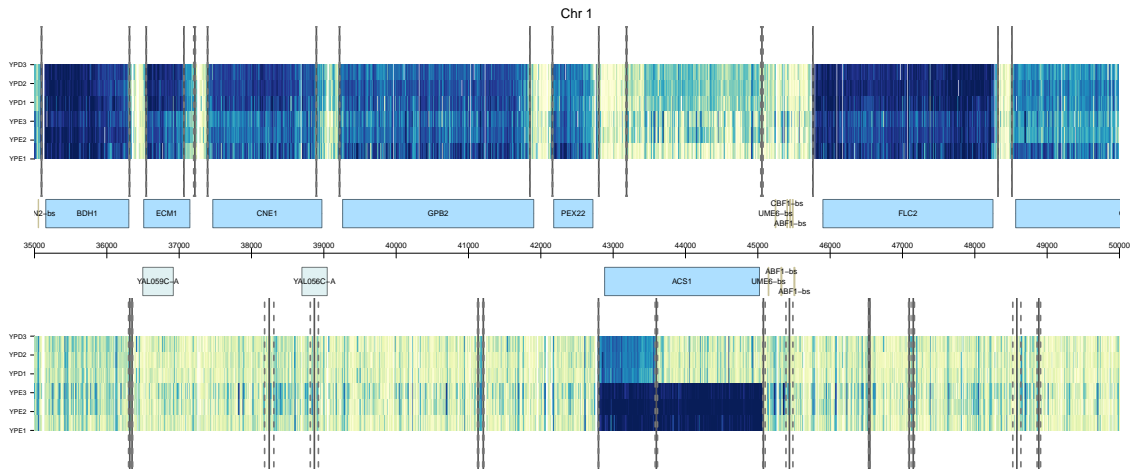 Chr 1
YPD3
YPD2
YPD1
YPE3
YPE2
YPE1
N2−bs BDH1 ECM1 CNE1 GPB2 PEX22 FLC2
CBF1−bs
UME6−bs
ABF1−bs
35000 36000 37000 38000 39000 40000 41000 42000 43000 44000 45000 46000 47000 48000 49000 50000
YAL059C−A YAL056C−A ACS1
ABF1−bs
UME6−bs
ABF1−bs
YPD3
YPD2
YPD1
YPE3
YPE2
YPE1